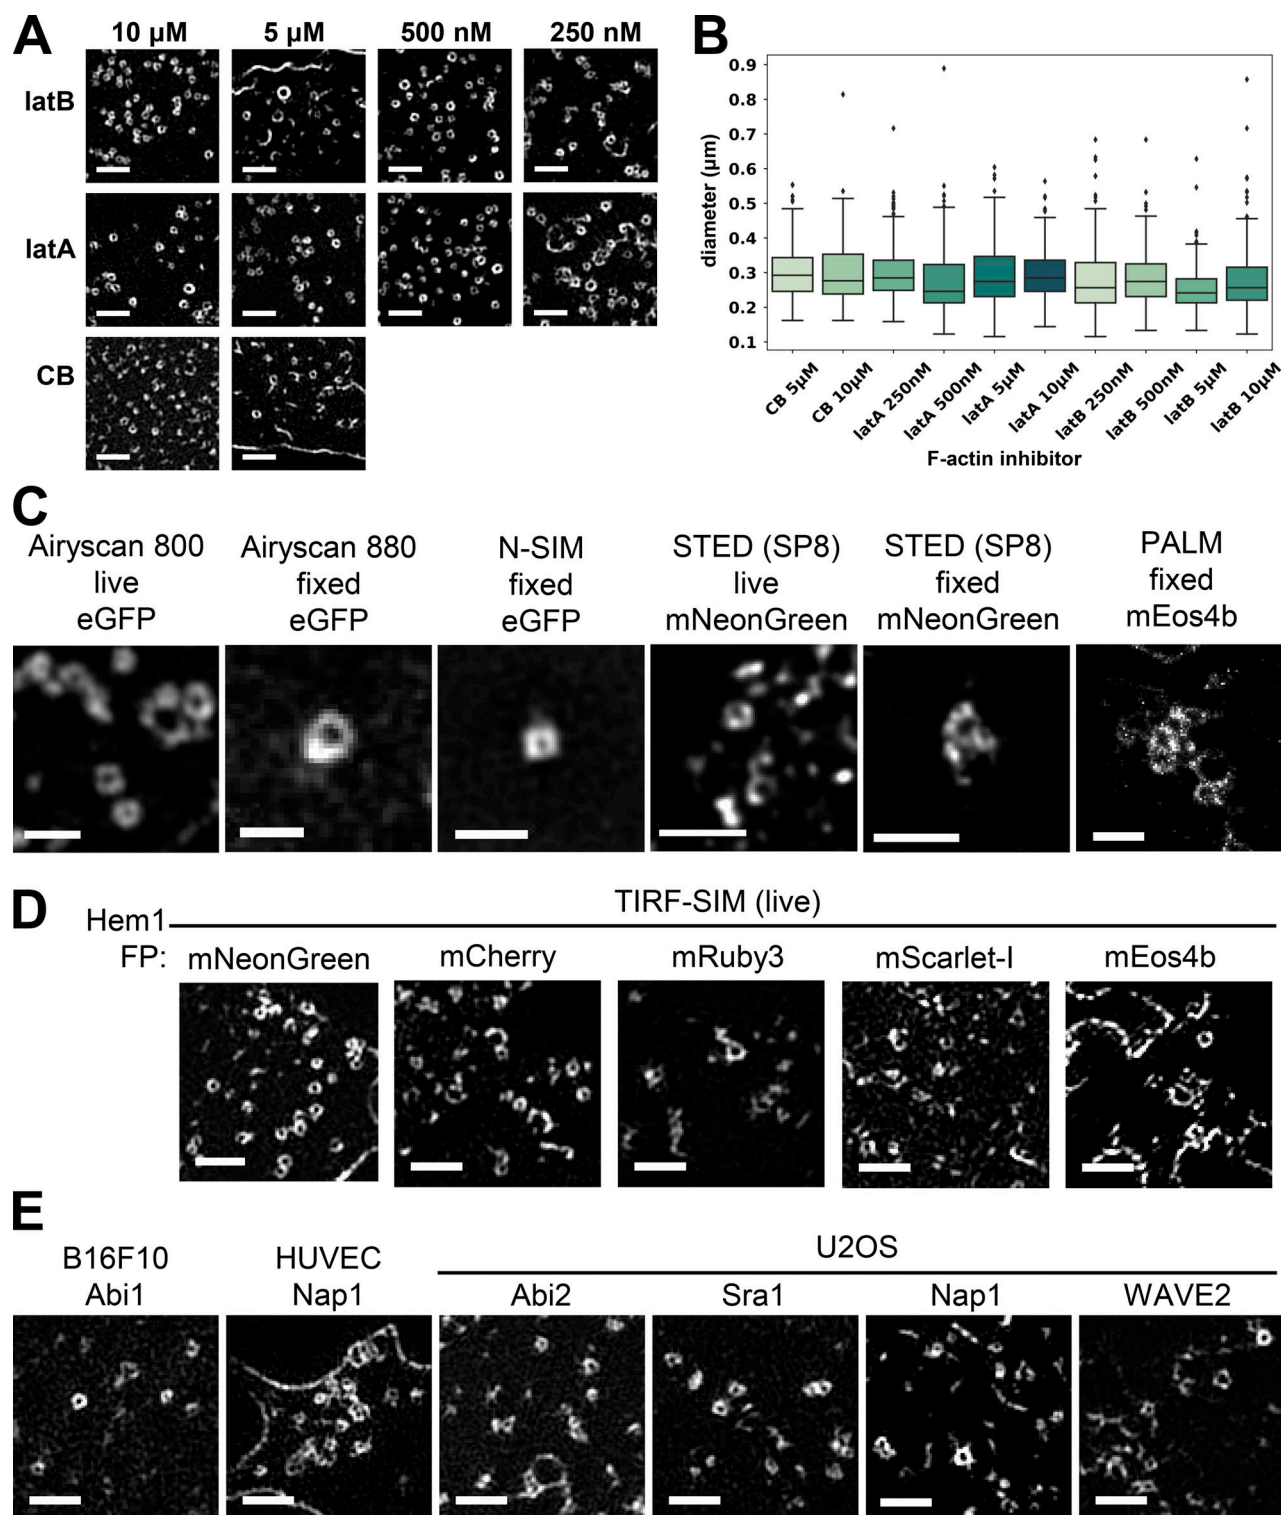 A
10 µM
5 µM
500 nM
250 nM
latB
latA
CB
B
0.9
0.8
0.7
0.6
0.5
0.4
0.3
0.2
0.1
diameter (µm)
CB 5µM
CB 10µM
latA 250nM
latA 500nM
latA 5µM
latA 10µM
latB 250nM
latB 500nM
latB 5µM
latB 10µM
F-actin inhibitor
C
Airyscan 800
live
eGFP
Airyscan 880
fixed
eGFP
N-SIM
fixed
eGFP
STED (SP8)
live
mNeonGreen
STED (SP8)
fixed
mNeonGreen
PALM
fixed
mEos4b
D
Hem1
TIRF-SIM (live)
FP:
mNeonGreen
mCherry
mRuby3
mScarlet-I
mEos4b
E
B16F10
Abi1
HUVEC
Nap1
U2OS
Abi2
Sra1
Nap1
WAVE2